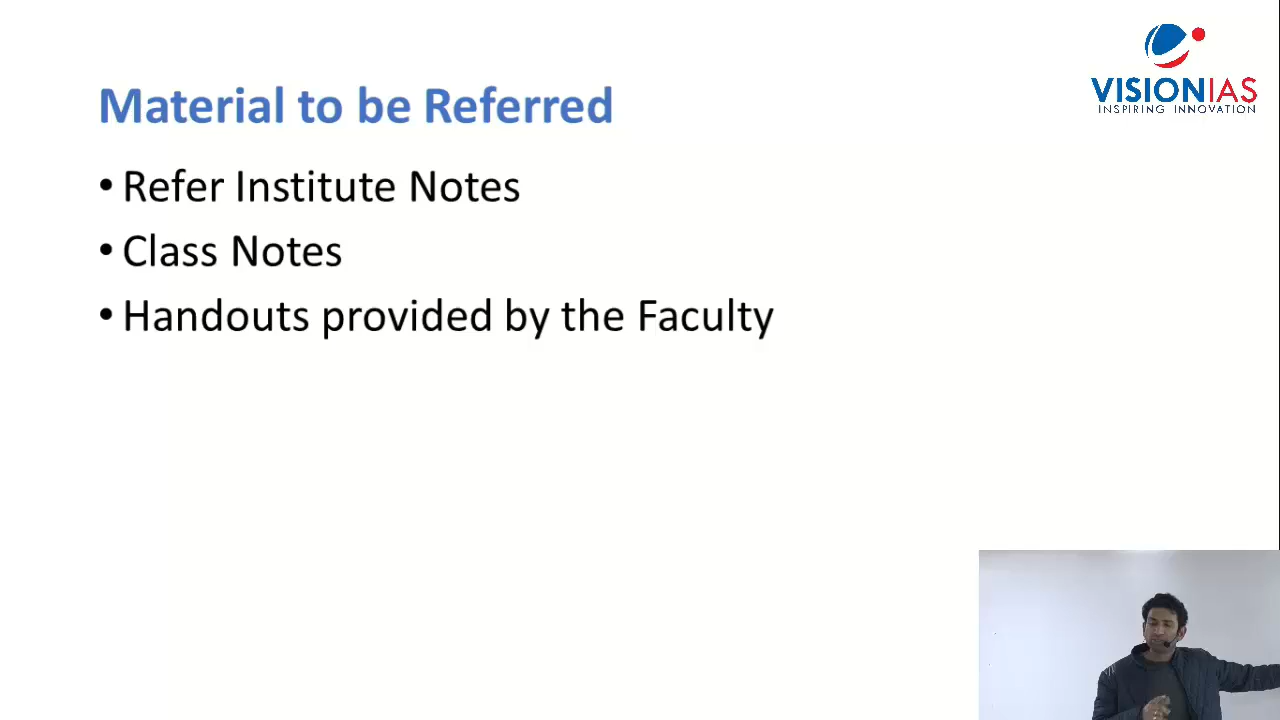 VISIONIAS
INSPIRING INNOVATION
Material to be Referred
• Refer Institute Notes
• Class Notes
• Handouts provided by the Faculty